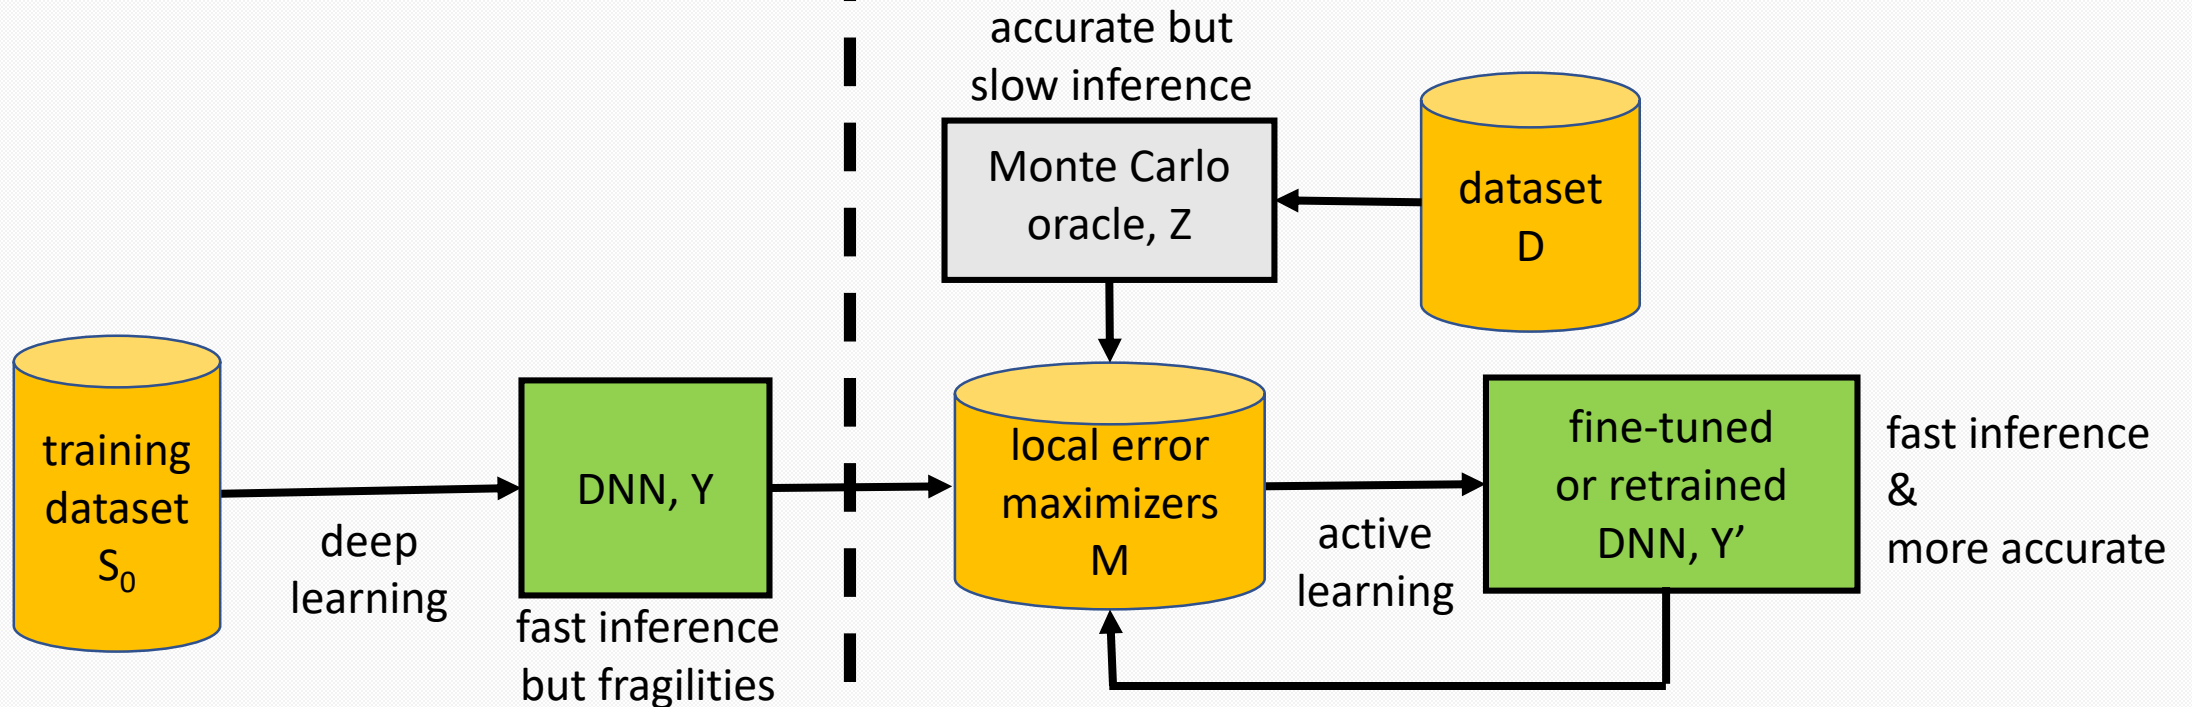 training
dataset
S₀
deep
learning
DNN, Y
fast inference
but fragilities
accurate but
slow inference
Monte Carlo
oracle, Z
dataset
D
local error
maximizers
M
active
learning
fine-tuned
or retrained
DNN, Y’
fast inference
&
more accurate